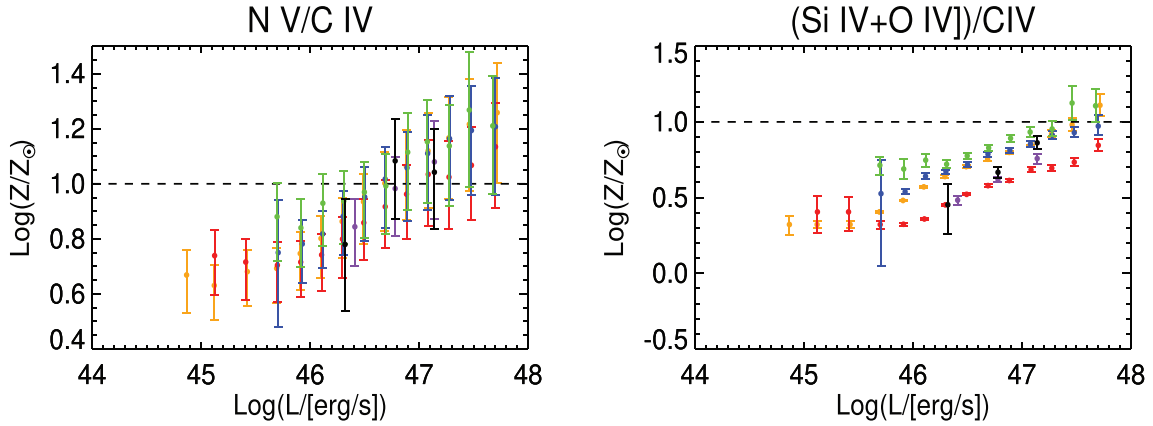 N V/C IV
Log(Z/Z☉)
1.4
1.2
1.0
0.8
0.6
0.4
44 45 46 47 48
Log(L/[erg/s])
(Si IV+O IV])/CIV
Log(Z/Z☉)
1.0
0.5
0.0
-0.5
44 45 46 47 48
Log(L/[erg/s])